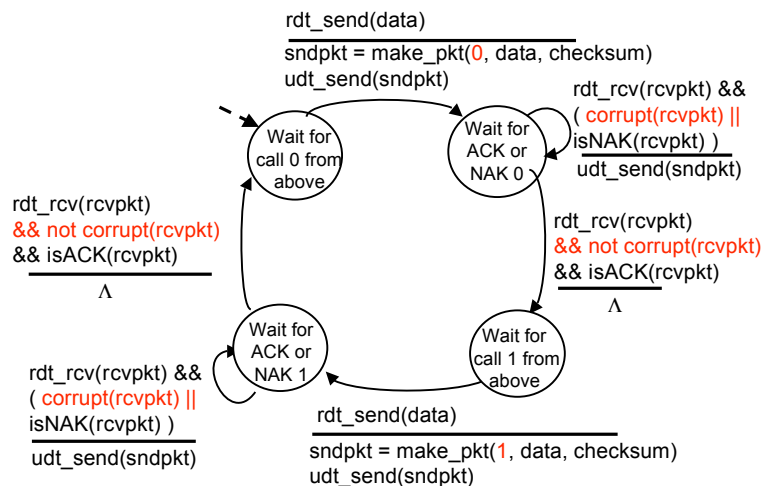 rdt_send(data)
sndpkt = make_pkt(0, data, checksum)
udt_send(sndpkt)
Wait for
call 0 from
above
Wait for
ACK or
NAK 0
rdt_rcv(rcvpkt) &&
( corrupt(rcvpkt) ||
isNAK(rcvpkt) )
udt_send(sndpkt)
rdt_rcv(rcvpkt)
&& not corrupt(rcvpkt)
&& isACK(rcvpkt)
Λ
rdt_rcv(rcvpkt)
&& not corrupt(rcvpkt)
&& isACK(rcvpkt)
Λ
Wait for
ACK or
NAK 1
Wait for
call 1 from
above
rdt_rcv(rcvpkt) &&
( corrupt(rcvpkt) ||
isNAK(rcvpkt) )
udt_send(sndpkt)
rdt_send(data)
sndpkt = make_pkt(1, data, checksum)
udt_send(sndpkt)